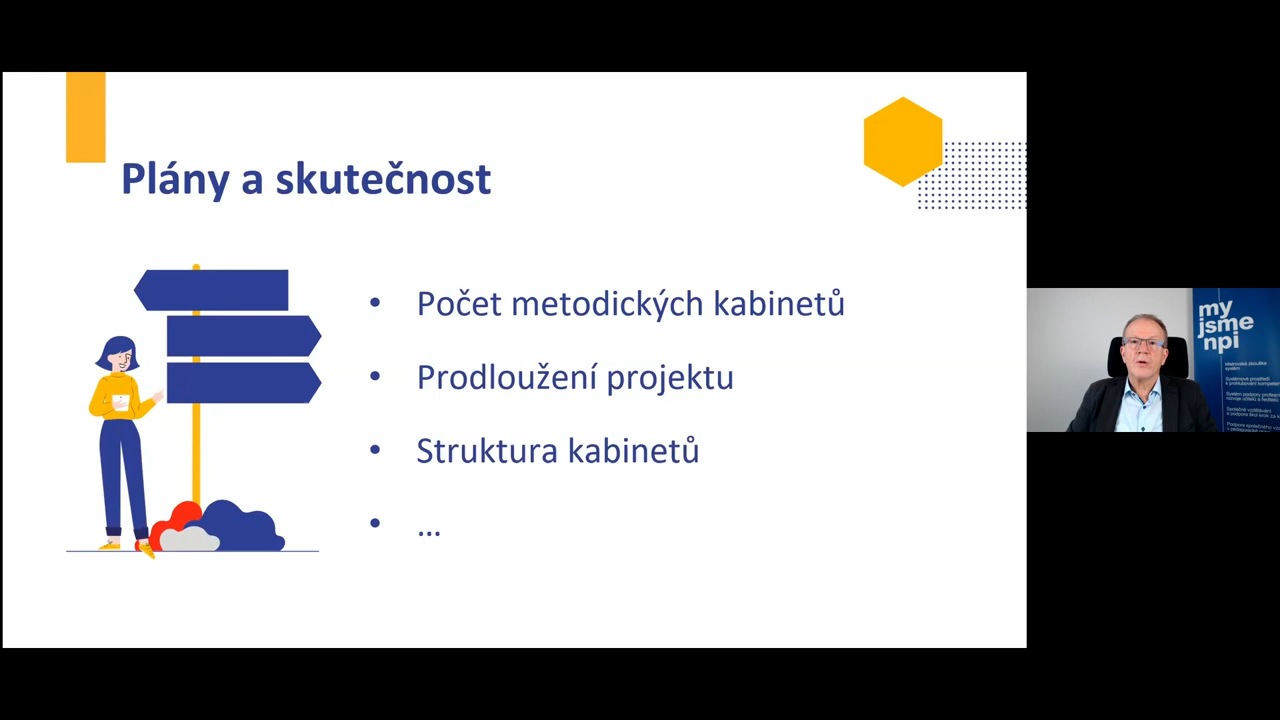 Plány a skutečnost
• Počet metodických kabinetů
• Prodloužení projektu
• Struktura kabinetů
• ...
my
jsme
npi